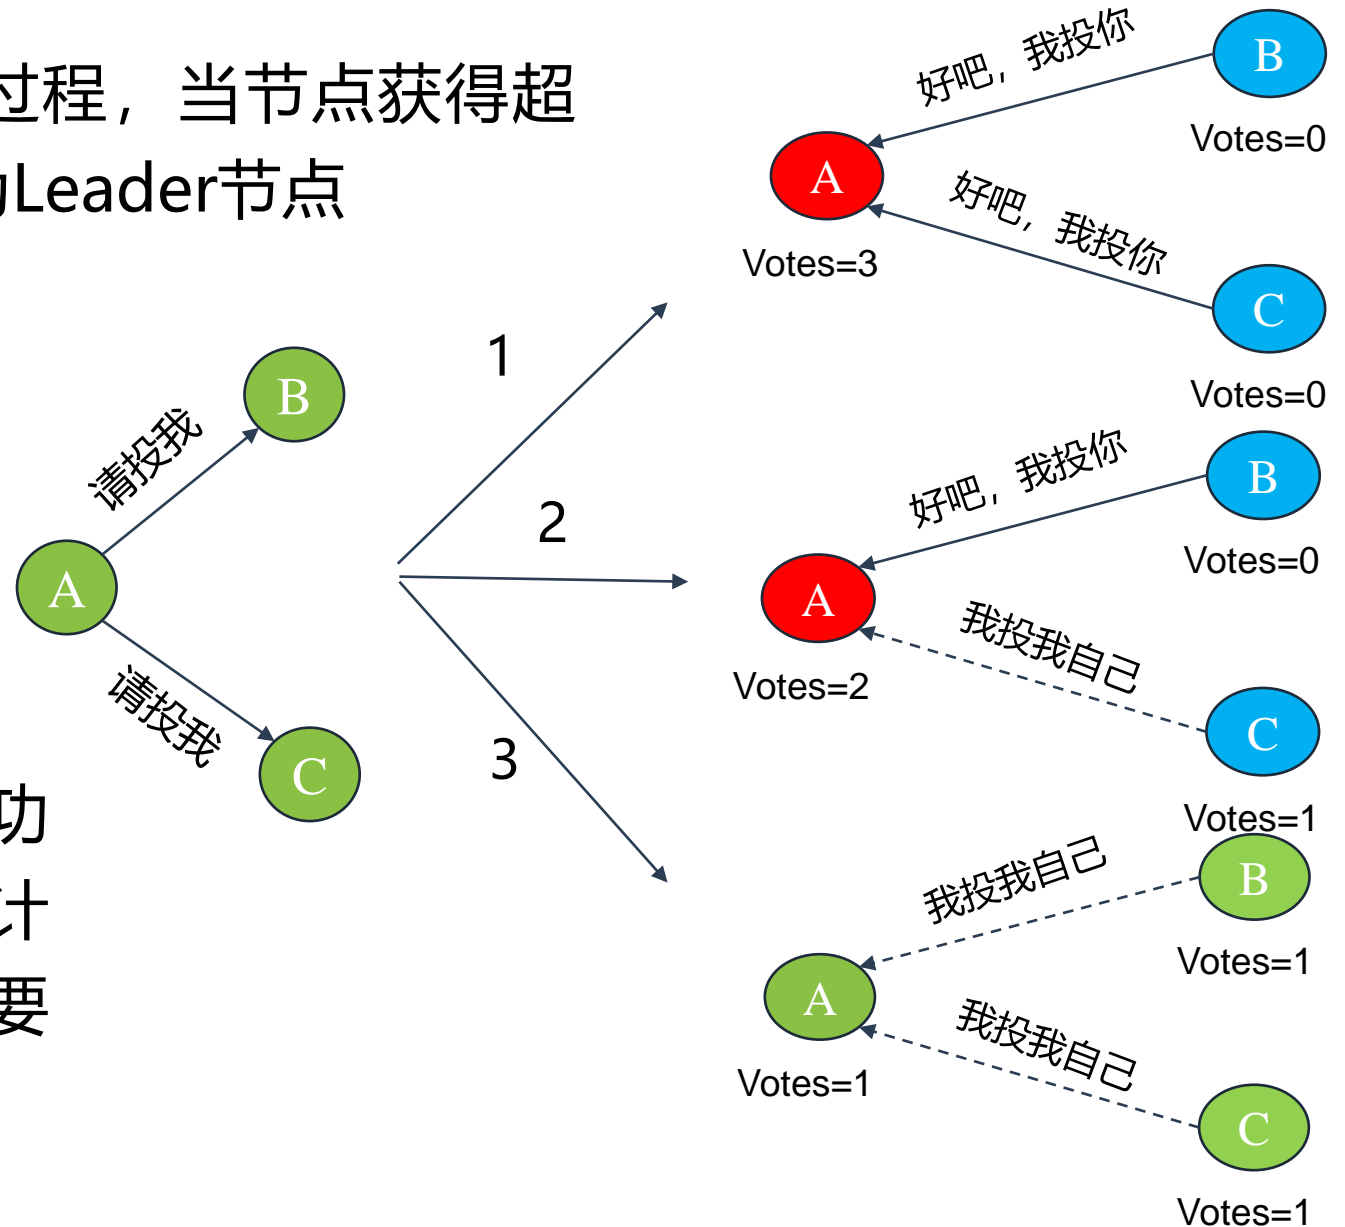 过程，当节点获得超
Leader节点
请投我
请投我
B
A
C
1
2
3
功
计
要
好吧，我投你
B
Votes=0
A
Votes=3
好吧，我投你
C
Votes=0
好吧，我投你
B
Votes=0
A
Votes=2
我投我自己
C
Votes=1
我投我自己
B
Votes=1
A
Votes=1
我投我自己
C
Votes=1